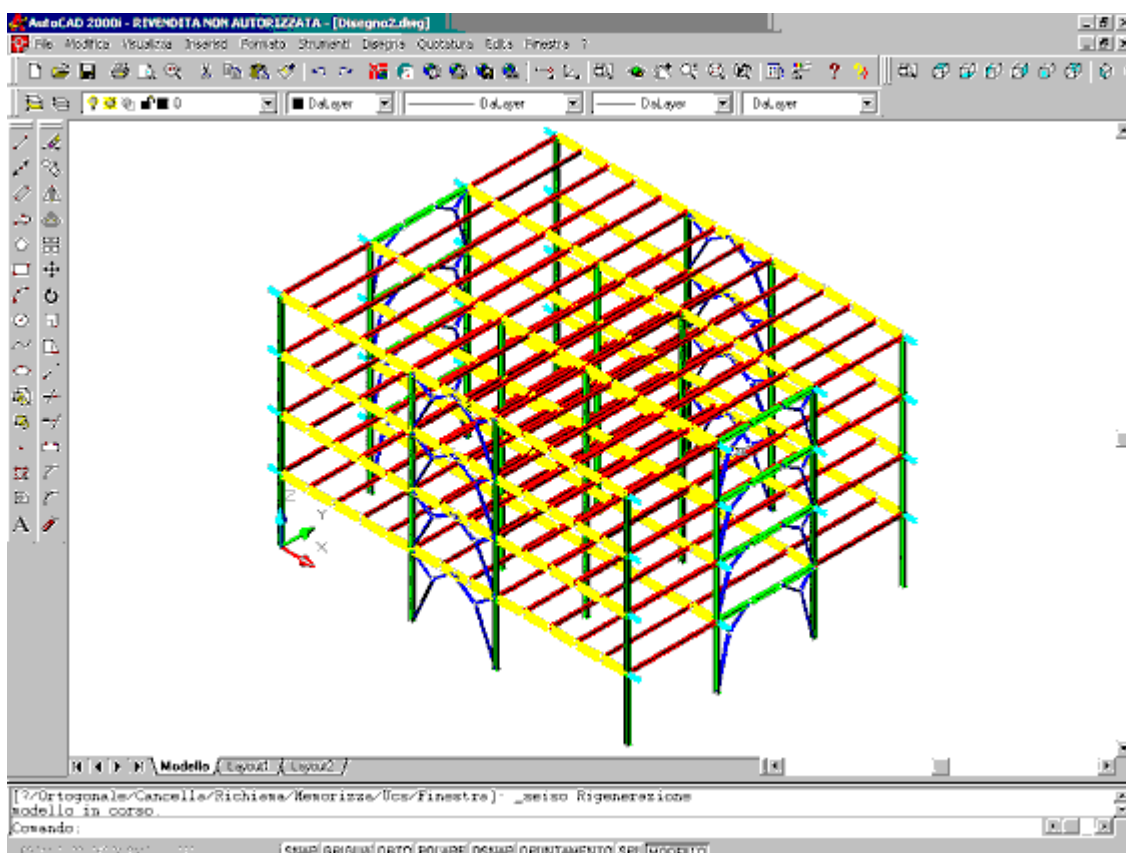 AutoCAD 2000i - RIVENDITA NON AUTORIZZATA - [Disegno2.dwg]
File Modifica Visualizza Inserisci Formato Strumenti Disegna Quotatura Edita Finestra ?
0 DaLayer DaLayer DaLayer DaLayer
Z
Y
X
A
Modello Layout1 Layout2
[?/Ortogonale/Cancella/Richiama/Memorizza/Ucs/Finestra]: _seiso Rigenerazione
modello in corso.
Comando:
SNAP GRIGLIA ORTO POLARE OSNAP OPUNTAMENTO SPL MODELLO